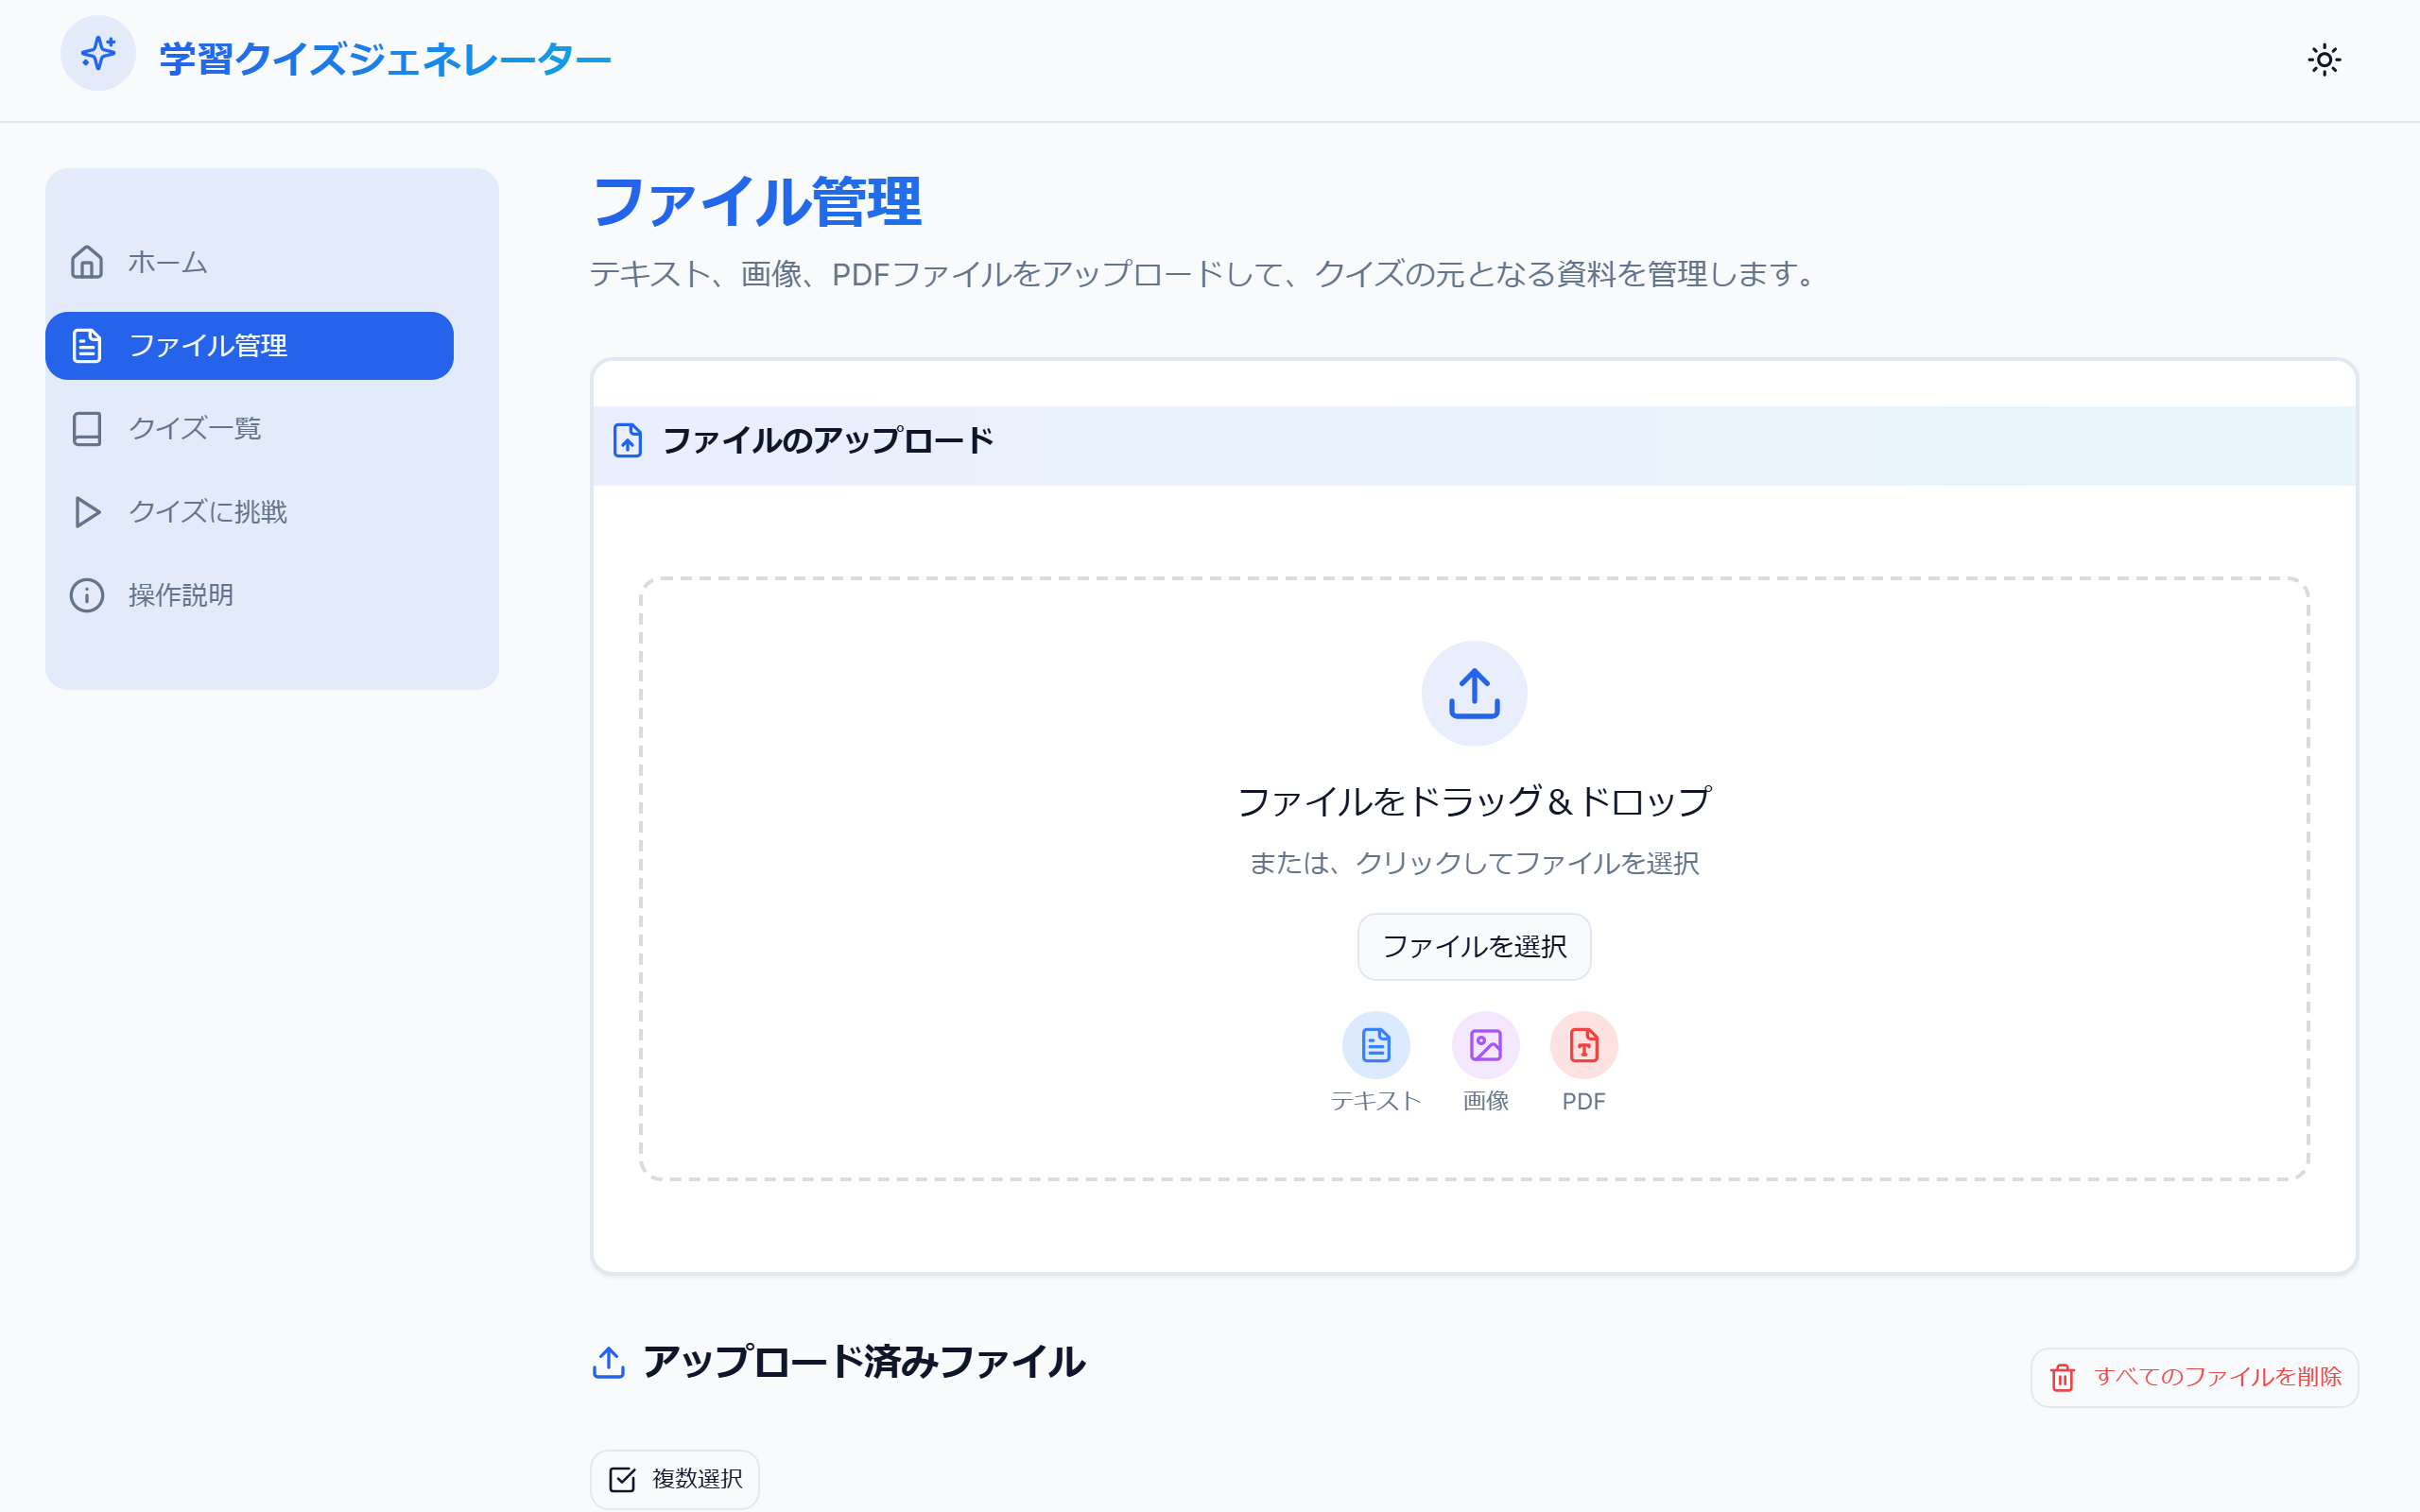 学習クイズジェネレーター
ホーム
ファイル管理
クイズ一覧
クイズに挑戦
操作説明
ファイル管理
テキスト、画像、PDFファイルをアップロードして、クイズの元となる資料を管理します。
ファイルのアップロード
ファイルをドラッグ＆ドロップ
または、クリックしてファイルを選択
ファイルを選択
テキスト 画像 PDF
アップロード済みファイル
すべてのファイルを削除
複数選択